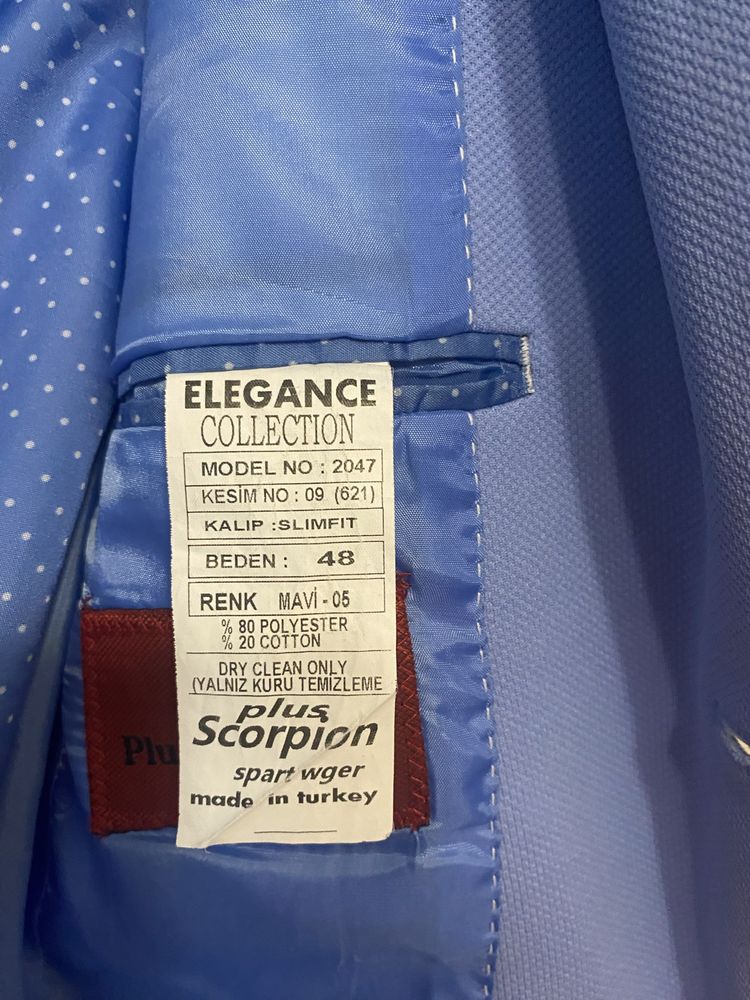 ELEGANCE
COLLECTION
MODEL NO : 2047
KESİM NO : 09 (621)
KALIP :SLIMFIT
BEDEN : 48
RENK MAVİ - 05
% 80 POLYESTER
% 20 COTTON
DRY CLEAN ONLY
(YALNIZ KURU TEMİZLEME
plus
Scorpion
spart wger
made in turkey
Plu